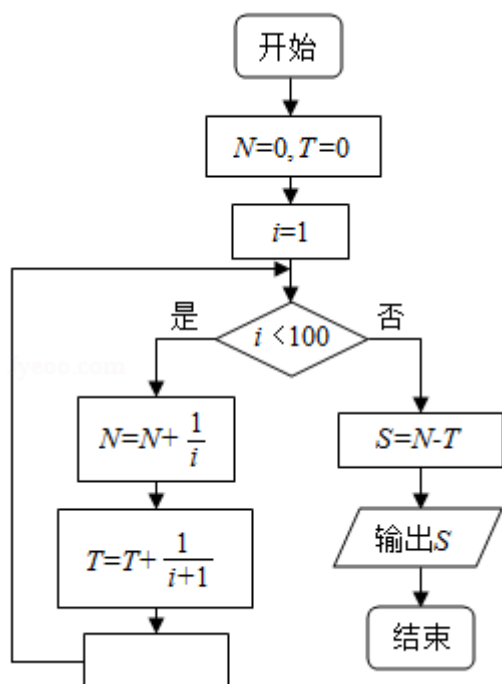 开始
N=0, T=0
i=1
i<100
是
否
N=N+1/i
S=N-T
T=T+1/(i+1)
输出S
结束